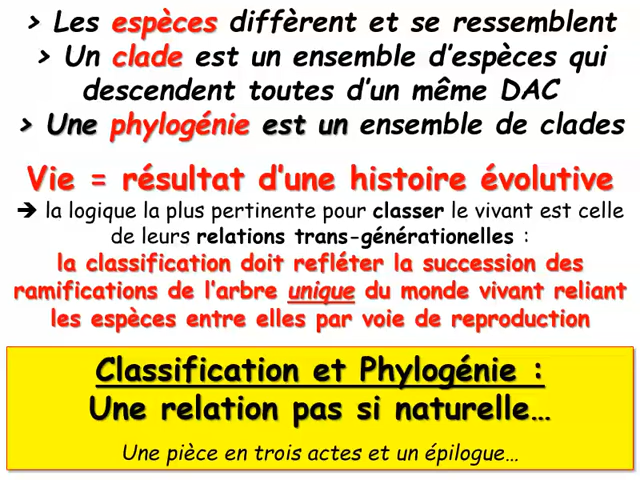 > Les espèces diffèrent et se ressemblent
> Un clade est un ensemble d'espèces qui
descendent toutes d'un même DAC
> Une phylogénie est un ensemble de clades
Vie = résultat d'une histoire évolutive
➔ la logique la plus pertinente pour classer le vivant est celle
de leurs relations trans-générationelles :
la classification doit refléter la succession des
ramifications de l'arbre unique du monde vivant reliant
les espèces entre elles par voie de reproduction
Classification et Phylogénie :
Une relation pas si naturelle…
Une pièce en trois actes et un épilogue…